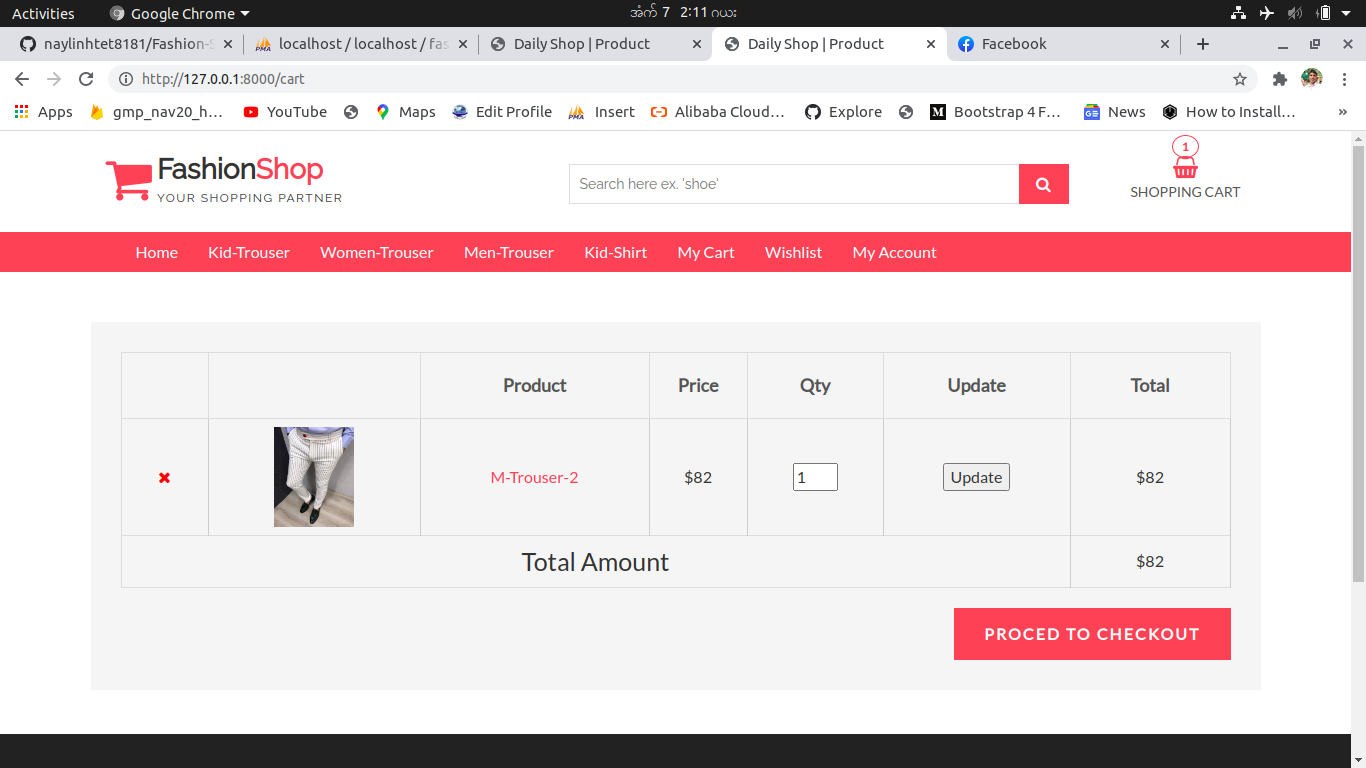 Activities
Google Chrome
အံက် 7 2:11 ဂယး
naylinhtet8181/Fashion-S
localhost / localhost / fas
Daily Shop | Product
Daily Shop | Product
Facebook
http://127.0.0.1:8000/cart
Apps
gmp_nav20_h…
YouTube
Maps
Edit Profile
Insert
Alibaba Cloud…
Explore
Bootstrap 4 F…
News
How to Install…
»
FashionShop
YOUR SHOPPING PARTNER
Search here ex. 'shoe'
1
SHOPPING CART
Home Kid-Trouser Women-Trouser Men-Trouser Kid-Shirt My Cart Wishlist My Account
Product Price Qty Update Total
M-Trouser-2 $82 1 Update $82
Total Amount $82
PROCED TO CHECKOUT